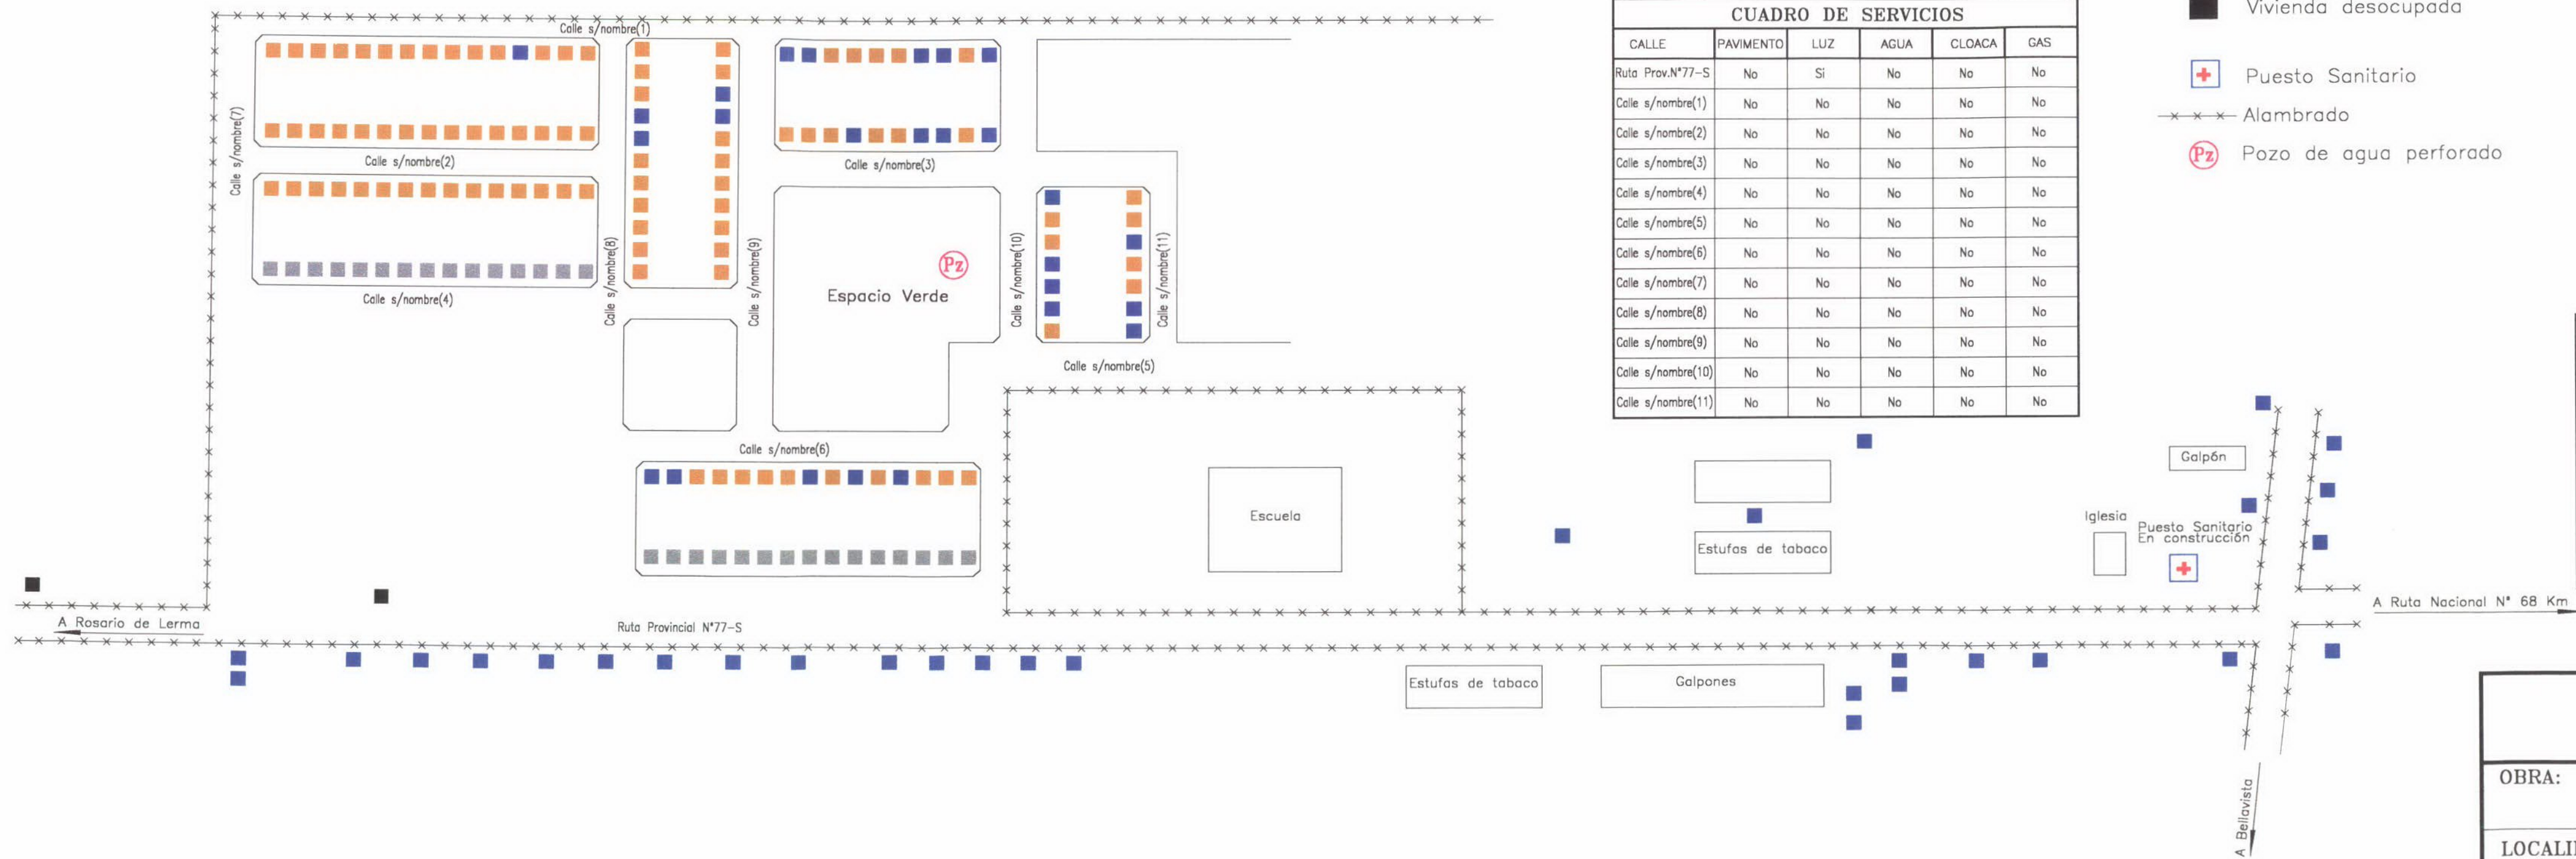 Calle s/nombre(1)
Calle s/nombre(7)
Calle s/nombre(2)
Calle s/nombre(3)
Calle s/nombre(4)
Calle s/nombre(8)
Calle s/nombre(9)
Espacio Verde
Pz
Calle s/nombre(10)
Calle s/nombre(11)
Calle s/nombre(5)
Calle s/nombre(6)
Escuela
CUADRO DE SERVICIOS
CALLE PAVIMENTO LUZ AGUA CLOACA GAS
Ruta Prov.N°77-S No Si No No No
Calle s/nombre(1) No No No No No
Calle s/nombre(2) No No No No No
Calle s/nombre(3) No No No No No
Calle s/nombre(4) No No No No No
Calle s/nombre(5) No No No No No
Calle s/nombre(6) No No No No No
Calle s/nombre(7) No No No No No
Calle s/nombre(8) No No No No No
Calle s/nombre(9) No No No No No
Calle s/nombre(10) No No No No No
Calle s/nombre(11) No No No No No
Vivienda desocupada
Puesto Sanitario
Alambrado
Pz Pozo de agua perforado
Galpón
Iglesia
Puesto Sanitario
En construcción
Estufas de tabaco
A Ruta Nacional N° 68 Km
A Rosario de Lerma
Ruta Provincial N°77-S
Estufas de tabaco
Galpones
A Bellavista
OBRA: